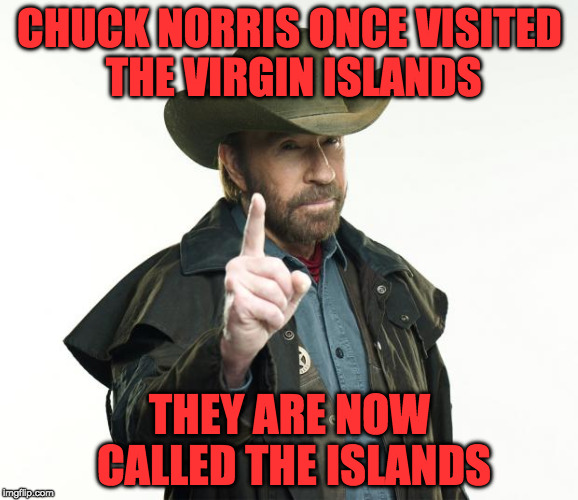 CHUCK NORRIS ONCE VISITED
THE VIRGIN ISLANDS
THEY ARE NOW
CALLED THE ISLANDS
imgflip.com